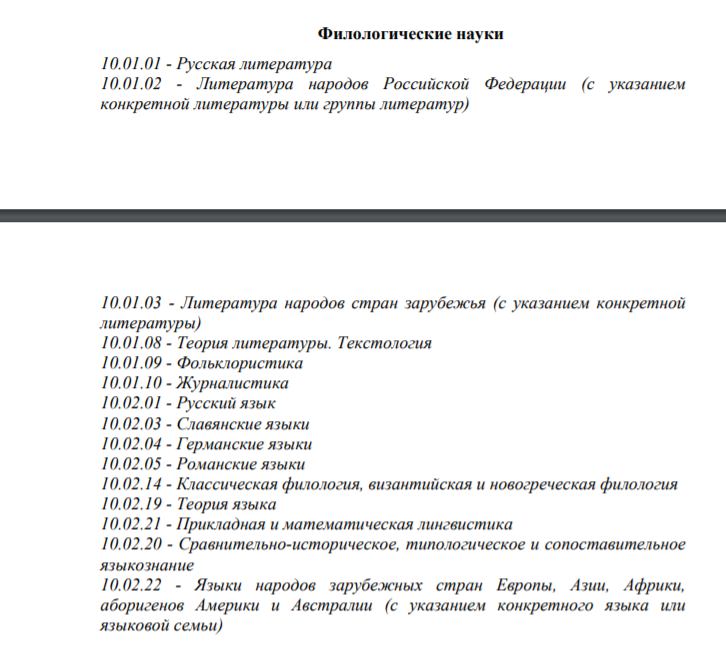 Филологические науки
10.01.01 - Русская литература
10.01.02 - Литература народов Российской Федерации (с указанием
конкретной литературы или группы литератур)
10.01.03 - Литература народов стран зарубежья (с указанием конкретной
литературы)
10.01.08 - Теория литературы. Текстология
10.01.09 - Фольклористика
10.01.10 - Журналистика
10.02.01 - Русский язык
10.02.03 - Славянские языки
10.02.04 - Германские языки
10.02.05 - Романские языки
10.02.14 - Классическая филология, византийская и новогреческая филология
10.02.19 - Теория языка
10.02.21 - Прикладная и математическая лингвистика
10.02.20 - Сравнительно-историческое, типологическое и сопоставительное
языкознание
10.02.22 - Языки народов зарубежных стран Европы, Азии, Африки,
аборигенов Америки и Австралии (с указанием конкретного языка или
языковой семьи)